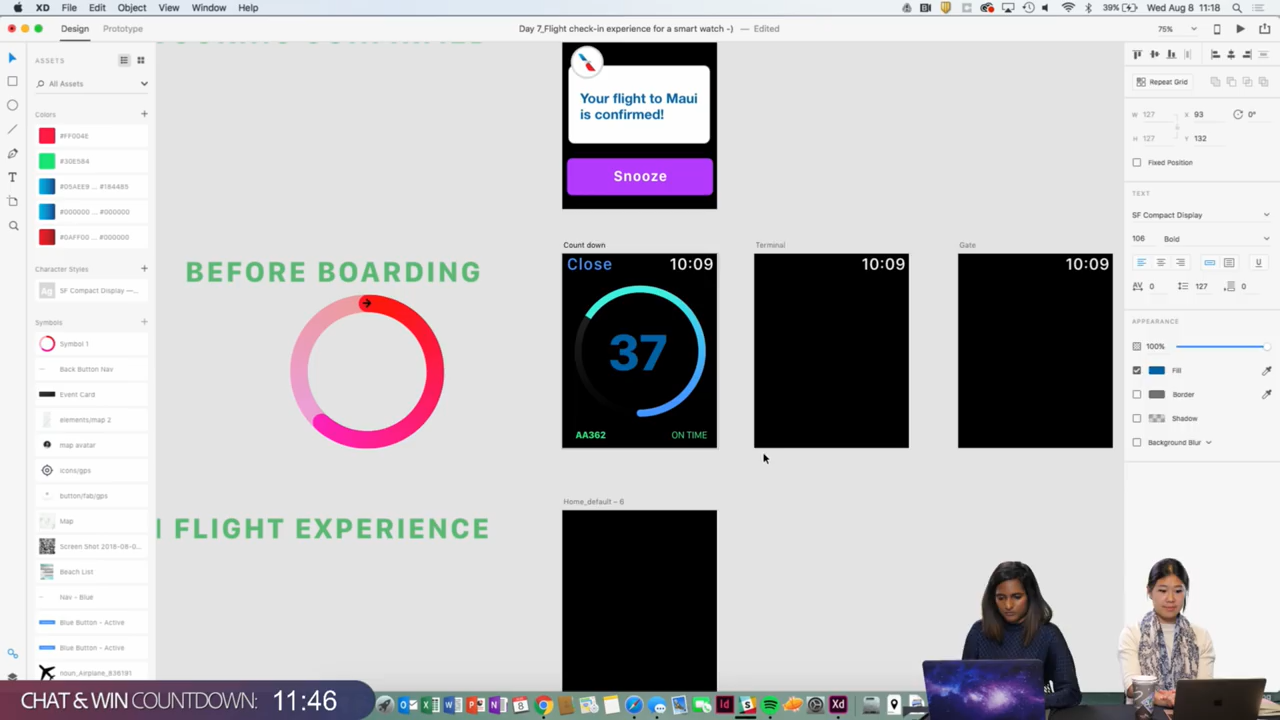 XD File Edit Object View Window Help
39% Wed Aug 8 11:18
Design Prototype
Day 7_Flight check-in experience for a smart watch -) — Edited
75%
ASSETS
All Assets
Colors
#FF004E
#30E584
#05AEE9 ... #184485
#000000 ... #000000
#0AFF00 ... #000000
Character Styles
Ag SF Compact Display —...
Symbols
Symbol 1
Back Button Nav
Event Card
elements/map 2
map avatar
icons/gps
button/fab/gps
Map
Screen Shot 2018-08-0...
Beach List
Nav - Blue
Blue Button - Active
Blue Button - Active
noun_Airplane_836191
Your flight to Maui
is confirmed!
Snooze
BEFORE BOARDING
Count down
Close 10:09
37
AA362 ON TIME
Terminal
10:09
Gate
10:09
FLIGHT EXPERIENCE
Home_default – 6
Repeat Grid
W 127 X 93 0°
H 127 Y 132
Fixed Position
TEXT
SF Compact Display
106 Bold
AV 0 127 0
APPEARANCE
100%
Fill
Border
Shadow
Background Blur
CHAT & WIN COUNTDOWN: 11:46